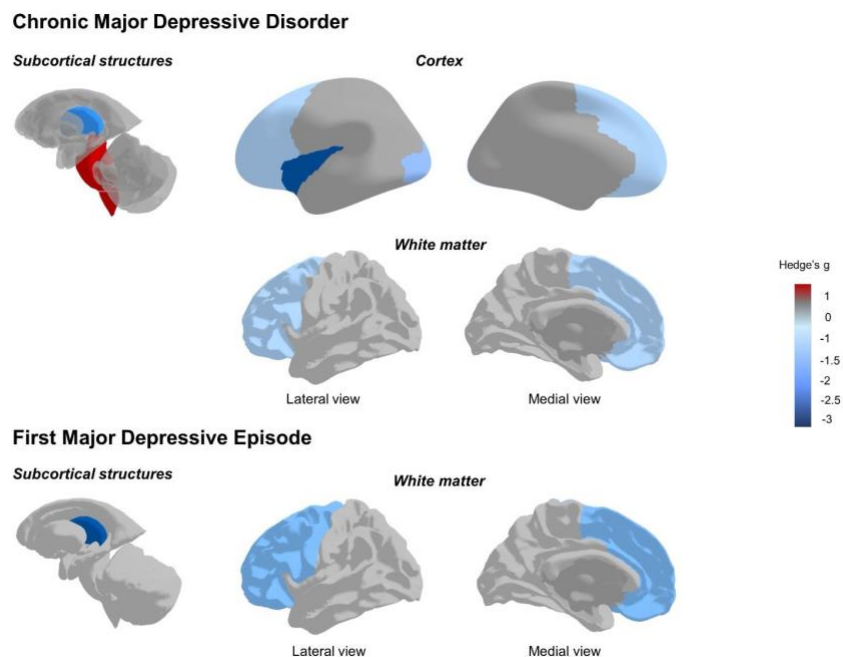 Chronic Major Depressive Disorder
Subcortical structures
Cortex
White matter
Lateral view
Medial view
Hedge's g
1
0
-1
-1.5
-2
-2.5
-3
First Major Depressive Episode
Subcortical structures
White matter
Lateral view
Medial view